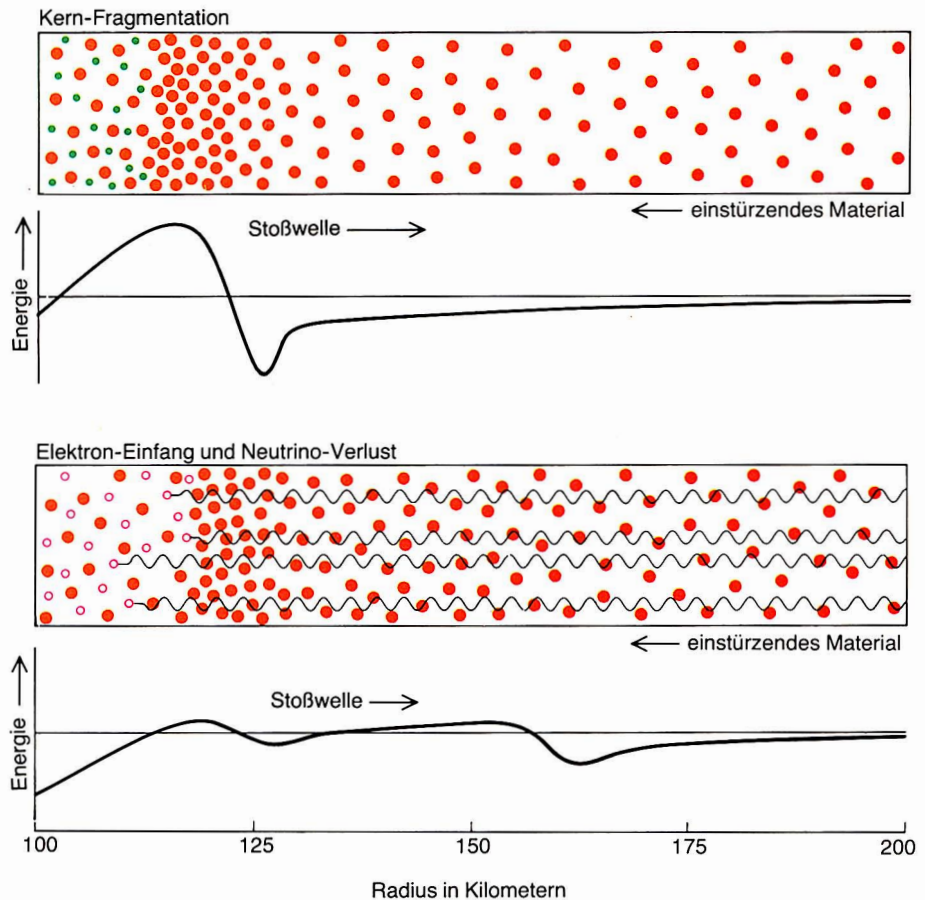 Kern-Fragmentation
← einstürzendes Material
Stoßwelle →
Energie →
Elektron-Einfang und Neutrino-Verlust
← einstürzendes Material
Stoßwelle →
Energie →
100 125 150 175 200
Radius in Kilometern